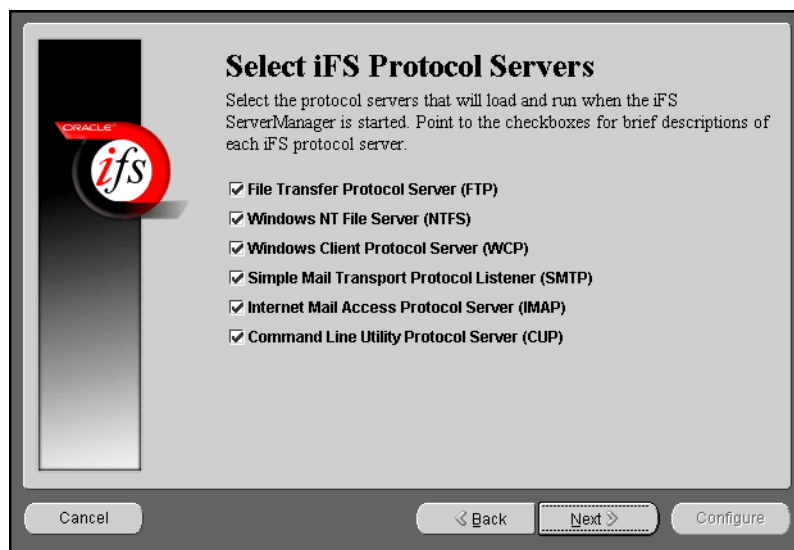 Select iFS Protocol Servers
Select the protocol servers that will load and run when the iFS
ServerManager is started. Point to the checkboxes for brief descriptions of
each iFS protocol server.
ORACLE
ifs
File Transfer Protocol Server (FTP)
Windows NT File Server (NTFS)
Windows Client Protocol Server (WCP)
Simple Mail Transport Protocol Listener (SMTP)
Internet Mail Access Protocol Server (IMAP)
Command Line Utility Protocol Server (CUP)
Cancel
Back
Next
Configure